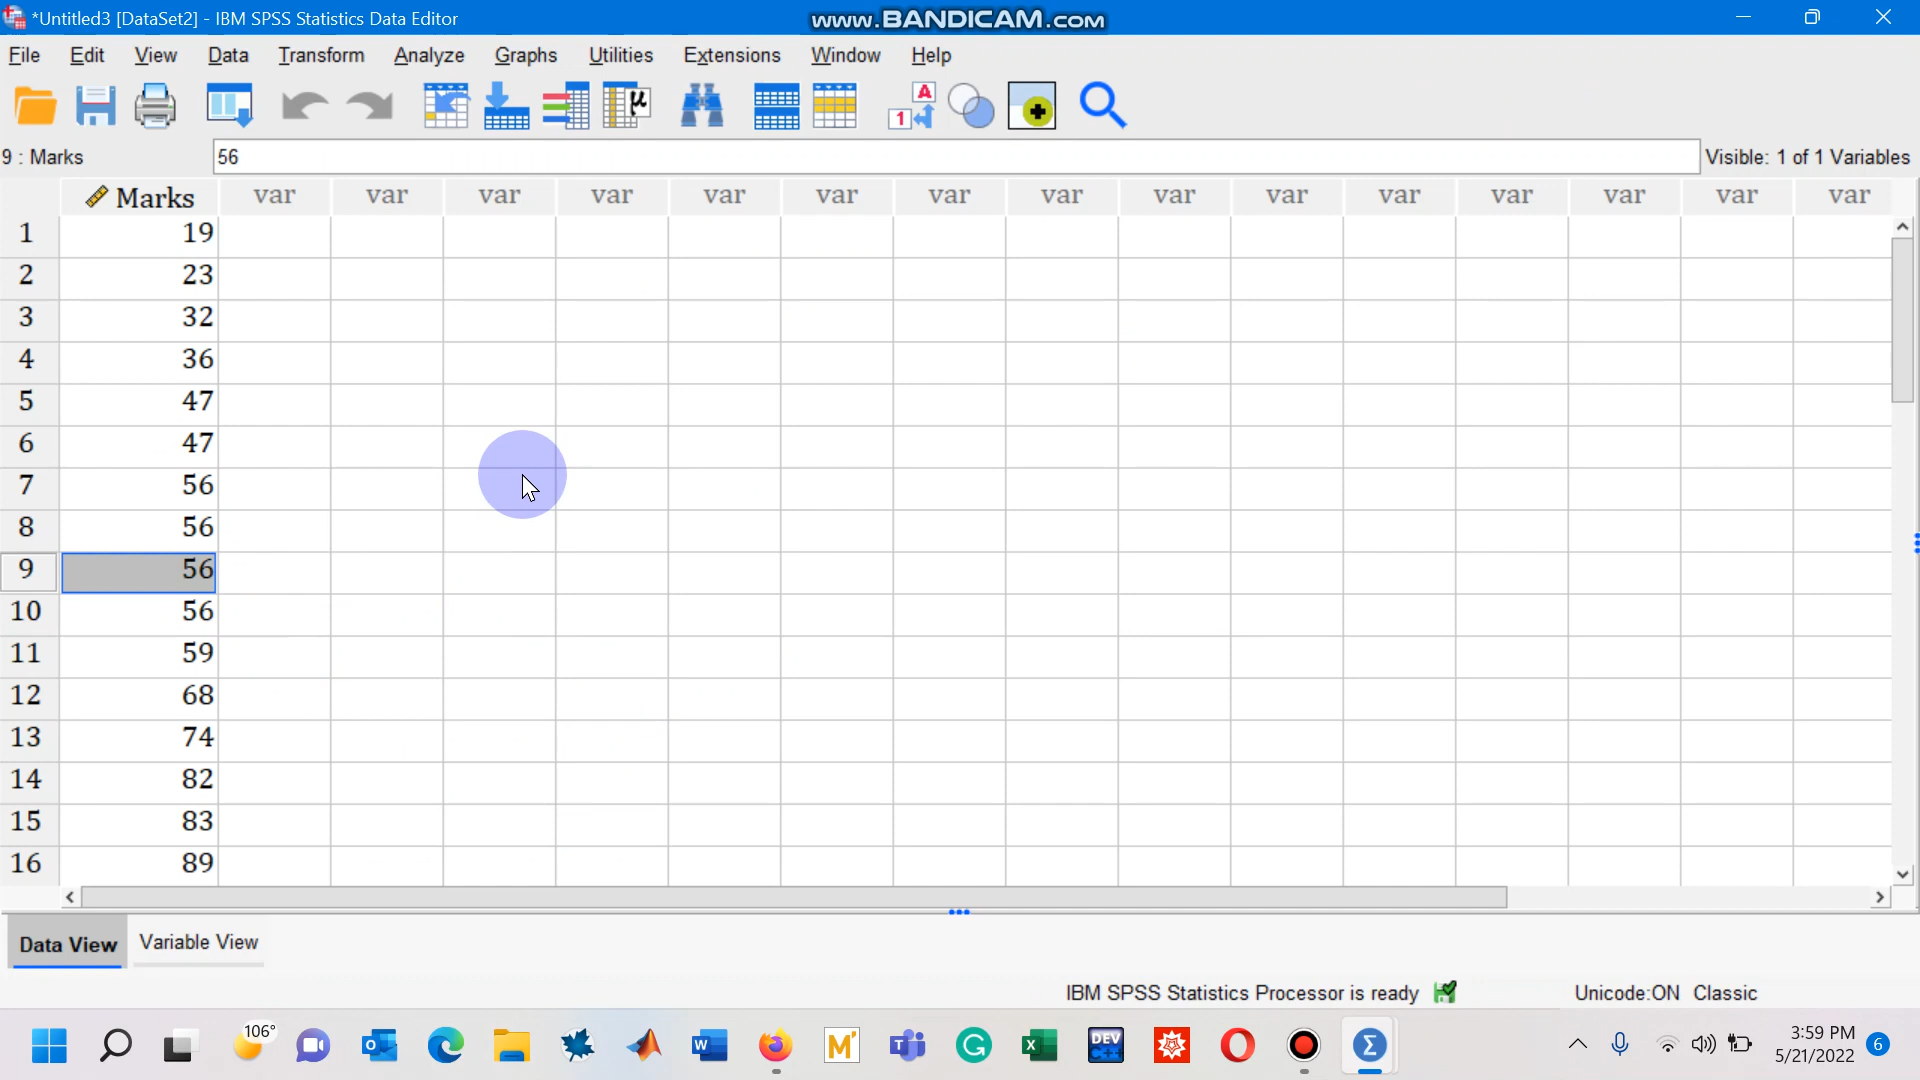 *Untitled3 [DataSet2] - IBM SPSS Statistics Data Editor
www.BANDICAM.com
File Edit View Data Transform Analyze Graphs Utilities Extensions Window Help
A
µ
1
9 : Marks 56 Visible: 1 of 1 Variables
Marks var var var var var var var var var var var var var var var
1 19
2 23
3 32
4 36
5 47
6 47
7 56
8 56
9 56
10 56
11 59
12 68
13 74
14 82
15 83
16 89
Data View Variable View
IBM SPSS Statistics Processor is ready Unicode:ON Classic
106°
O W M T G X DEV C++ O Σ
3:59 PM
5/21/2022 6